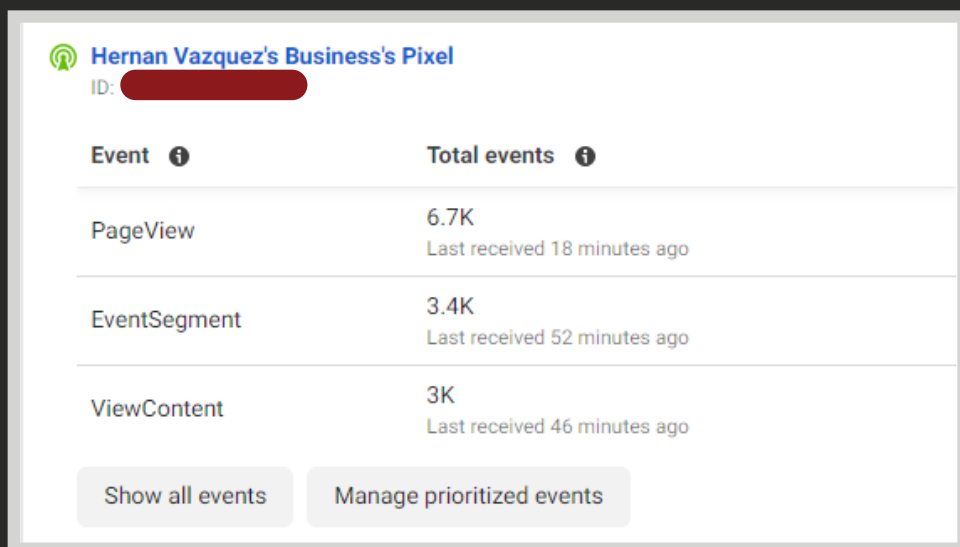 Hernan Vazquez's Business's Pixel
ID:
Event Total events
PageView
6.7K
Last received 18 minutes ago
EventSegment
3.4K
Last received 52 minutes ago
ViewContent
3K
Last received 46 minutes ago
Show all events Manage prioritized events